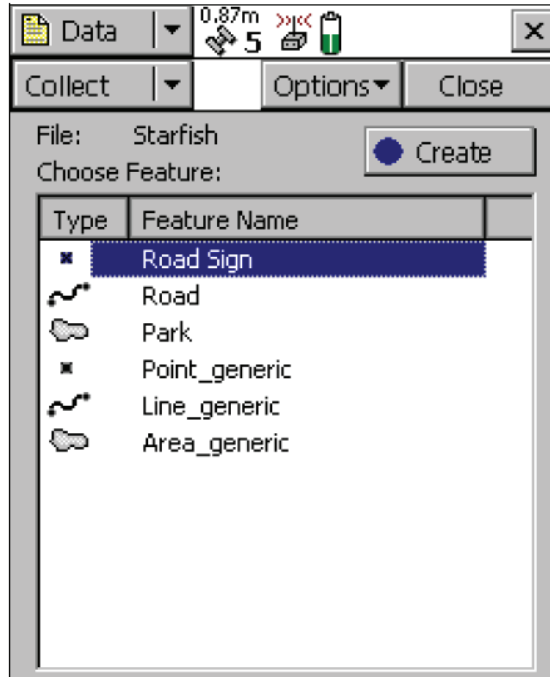 Data 0.87m 5
Collect Options Close
File: Starfish
Create
Choose Feature:
Type Feature Name
Road Sign
Road
Park
Point_generic
Line_generic
Area_generic